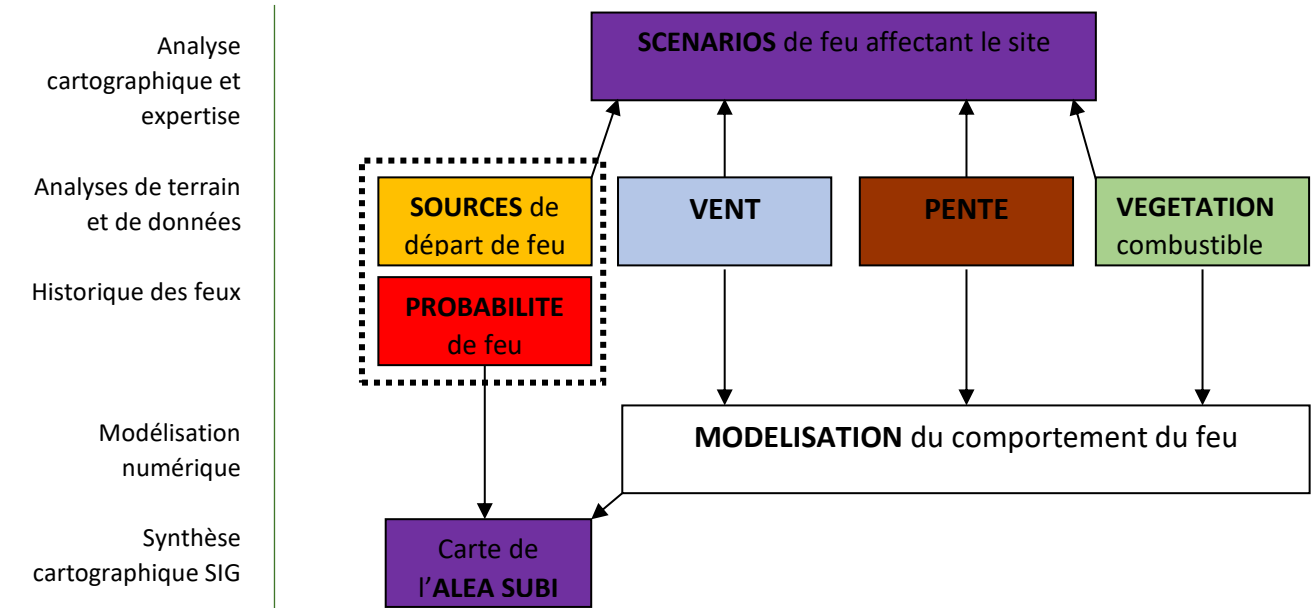 Analyse
cartographique et
expertise
SCENARIOS de feu affectant le site
Analyses de terrain
et de données
SOURCES de
départ de feu
VENT
PENTE
VEGETATION
combustible
Historique des feux
PROBABILITE
de feu
Modélisation
numérique
MODELISATION du comportement du feu
Synthèse
cartographique SIG
Carte de
l'ALEA SUBI